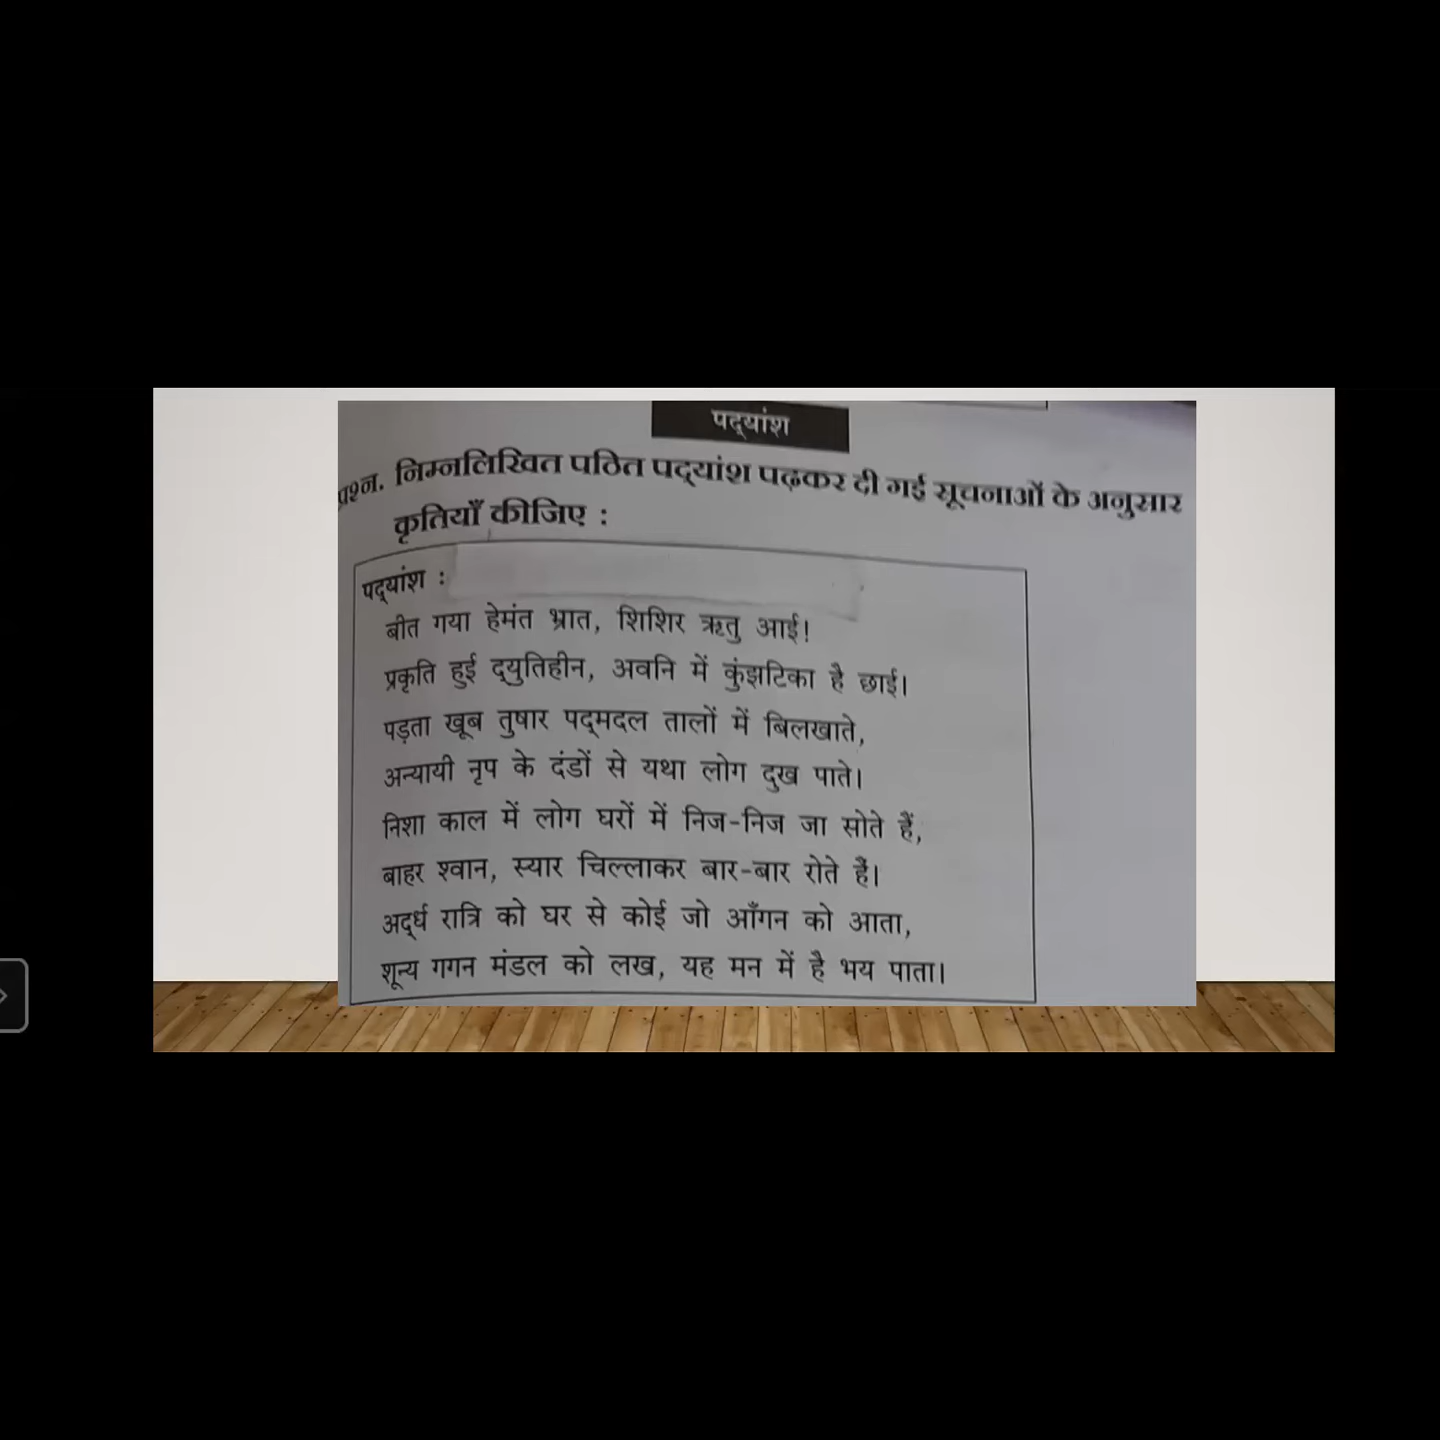 पद्यांश
प्रश्न. निम्नलिखित पठित पद्यांश पढ़कर दी गई सूचनाओं के अनुसार
कृतियाँ कीजिए :
पद्यांश :
बीत गया हेमंत भ्रात, शिशिर ऋतु आई!
प्रकृति हुई द्युतिहीन, अवनि में कुंझटिका है छाई।
पड़ता खूब तुषार पद्मदल तालों में बिलखाते,
अन्यायी नृप के दंडों से यथा लोग दुख पाते।
निशा काल में लोग घरों में निज-निज जा सोते हैं,
बाहर श्वान, स्यार चिल्लाकर बार-बार रोते हैं।
अर्द्ध रात्रि को घर से कोई जो आँगन को आता,
शून्य गगन मंडल को लख, यह मन में है भय पाता।